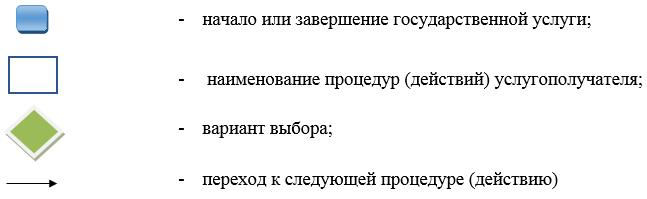 - начало или завершение государственной услуги;
- наименование процедур (действий) услугополучателя;
- вариант выбора;
- переход к следующей процедуре (действию)